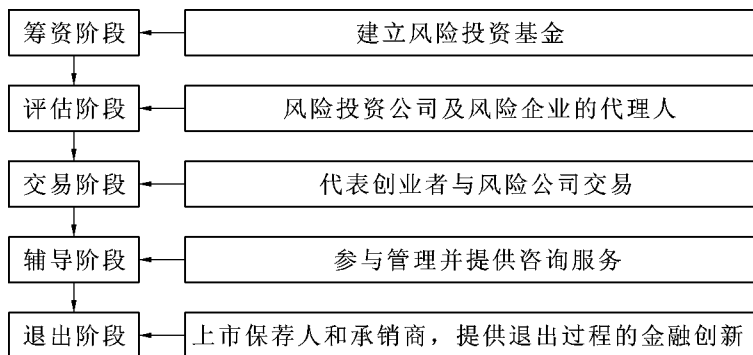 筹资阶段
建立风险投资基金
评估阶段
风险投资公司及风险企业的代理人
交易阶段
代表创业者与风险公司交易
辅导阶段
参与管理并提供咨询服务
退出阶段
上市保荐人和承销商，提供退出过程的金融创新